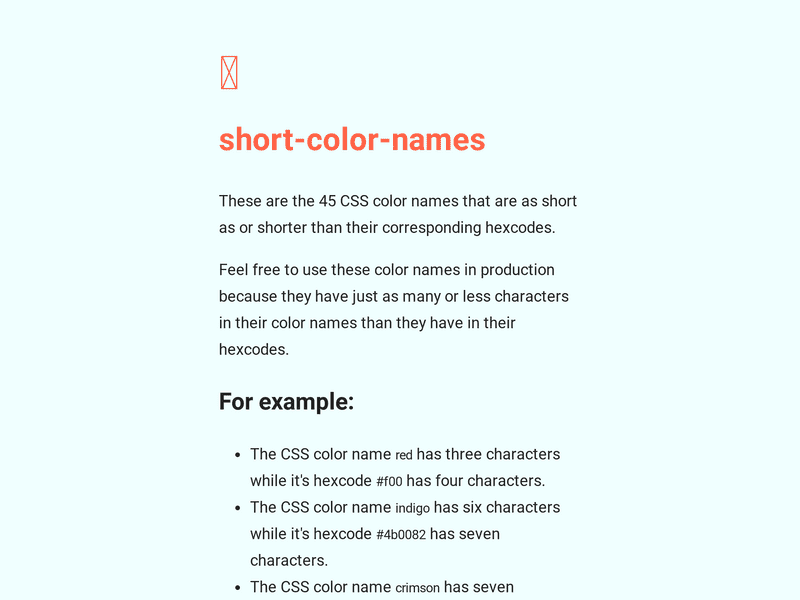 short-color-names
These are the 45 CSS color names that are as short
as or shorter than their corresponding hexcodes.
Feel free to use these color names in production
because they have just as many or less characters
in their color names than they have in their
hexcodes.
For example:
The CSS color name red has three characters
while it's hexcode #f00 has four characters.
The CSS color name indigo has six characters
while it's hexcode #4b0082 has seven
characters.
The CSS color name crimson has seven